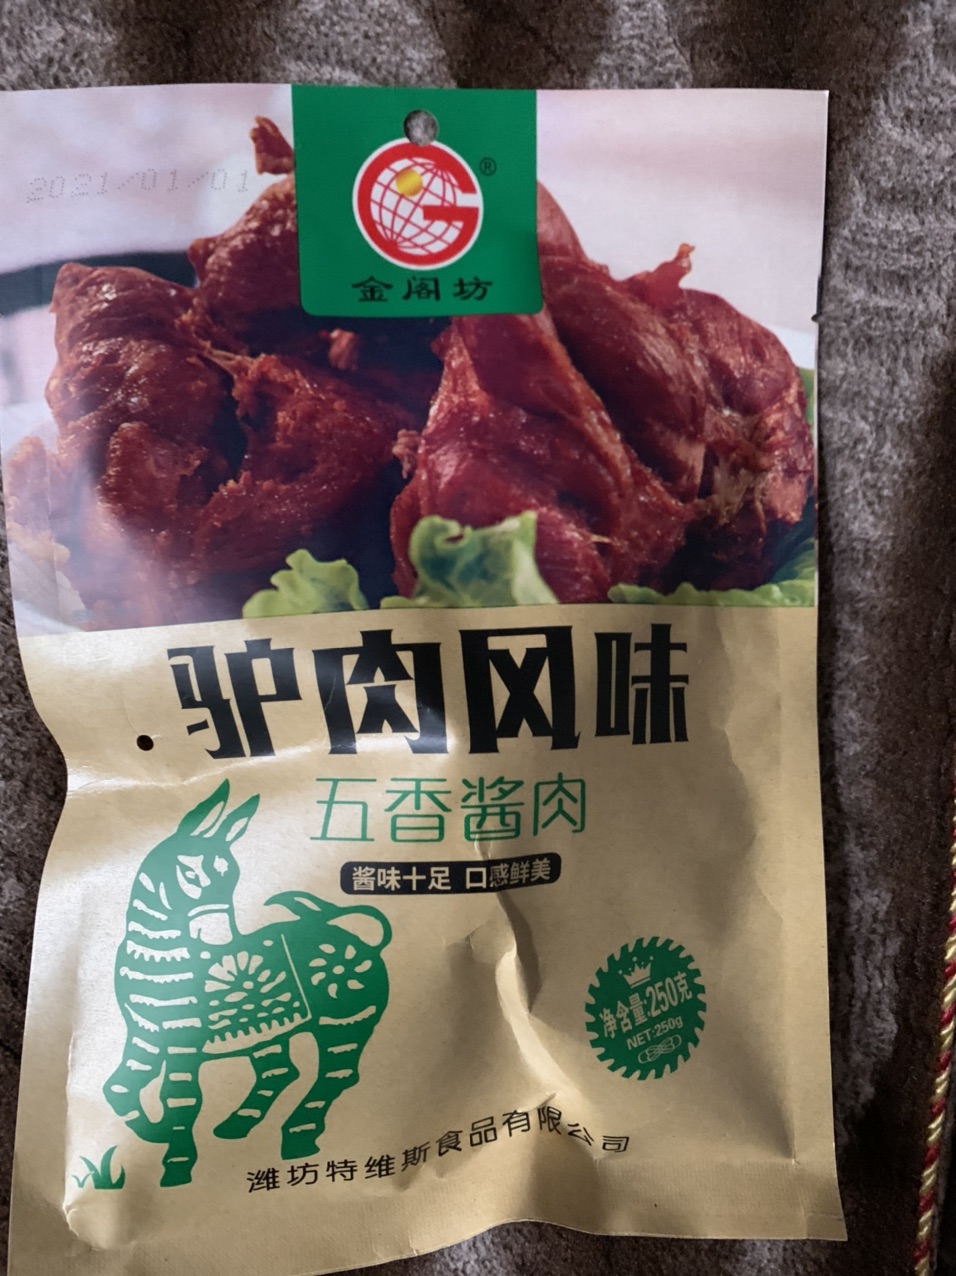 2021/01/01
®
金阁坊
驴肉风味
五香酱肉
酱味十足 口感鲜美
净含量:250克
NET:250g
潍坊特维斯食品有限公司